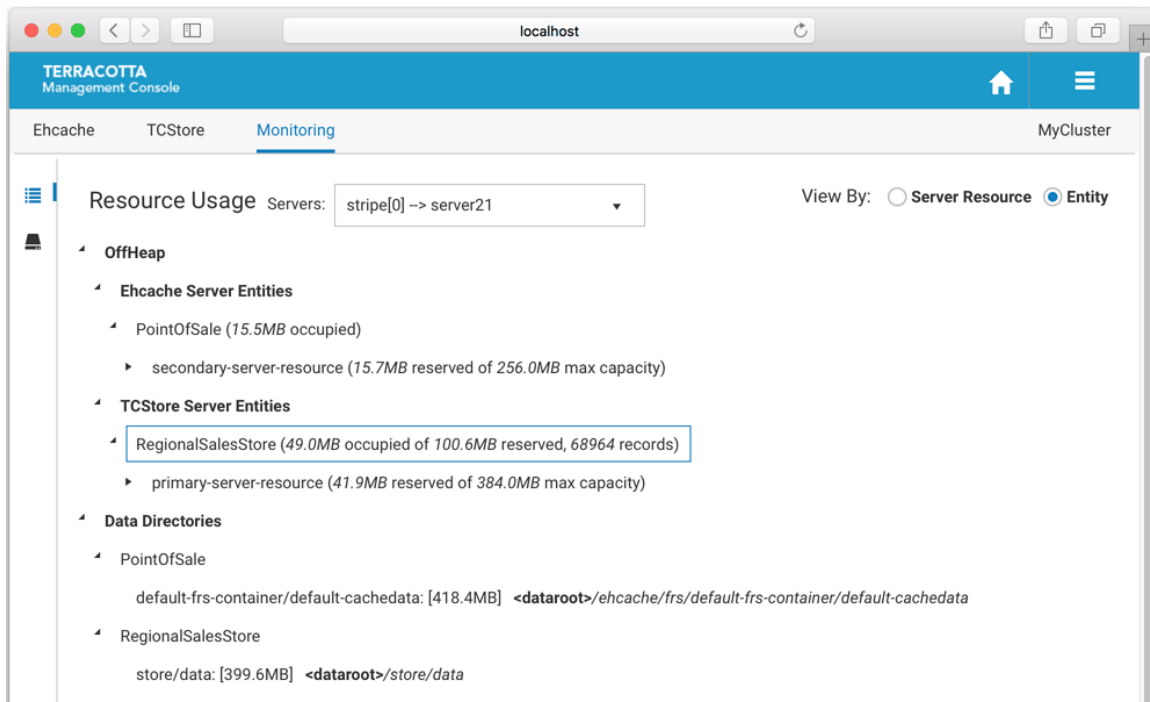 localhost
TERRACOTTA
Management Console
Ehcache TCStore Monitoring MyCluster
Resource Usage Servers: stripe[0] --> server21 View By: Server Resource Entity
OffHeap
Ehcache Server Entities
PointOfSale (15.5MB occupied)
secondary-server-resource (15.7MB reserved of 256.0MB max capacity)
TCStore Server Entities
RegionalSalesStore (49.0MB occupied of 100.6MB reserved, 68964 records)
primary-server-resource (41.9MB reserved of 384.0MB max capacity)
Data Directories
PointOfSale
default-frs-container/default-cachedata: [418.4MB] <dataroot>/ehcache/frs/default-frs-container/default-cachedata
RegionalSalesStore
store/data: [399.6MB] <dataroot>/store/data